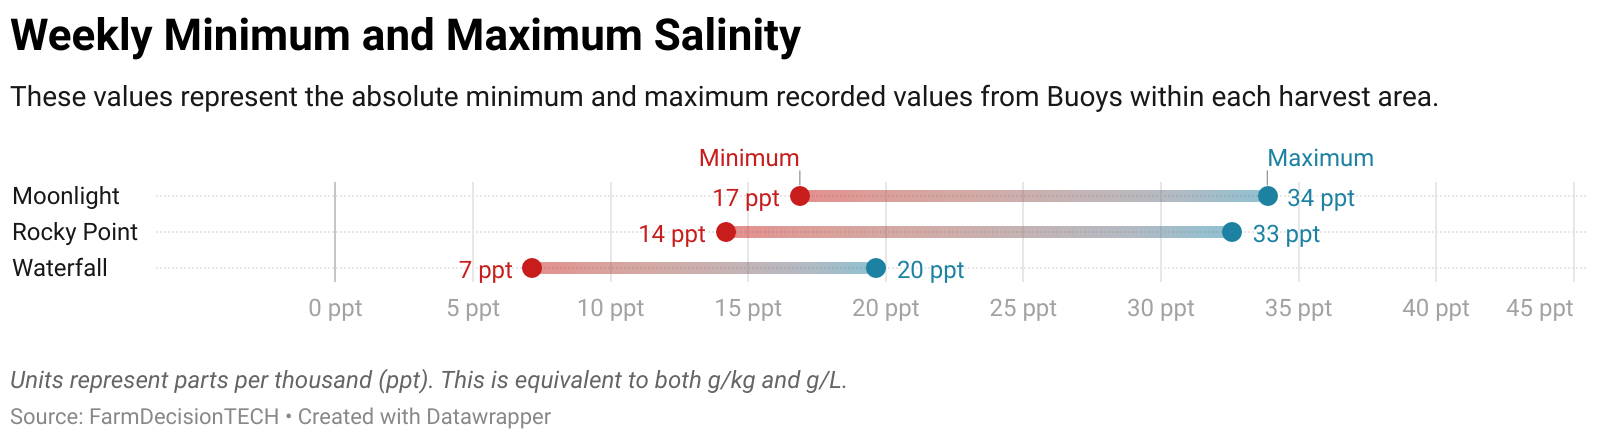 Weekly Minimum and Maximum Salinity
These values represent the absolute minimum and maximum recorded values from Buoys within each harvest area.
Minimum Maximum
Moonlight 17 ppt 34 ppt
Rocky Point 14 ppt 33 ppt
Waterfall 7 ppt 20 ppt
0 ppt 5 ppt 10 ppt 15 ppt 20 ppt 25 ppt 30 ppt 35 ppt 40 ppt 45 ppt
Units represent parts per thousand (ppt). This is equivalent to both g/kg and g/L.
Source: FarmDecisionTECH • Created with Datawrapper